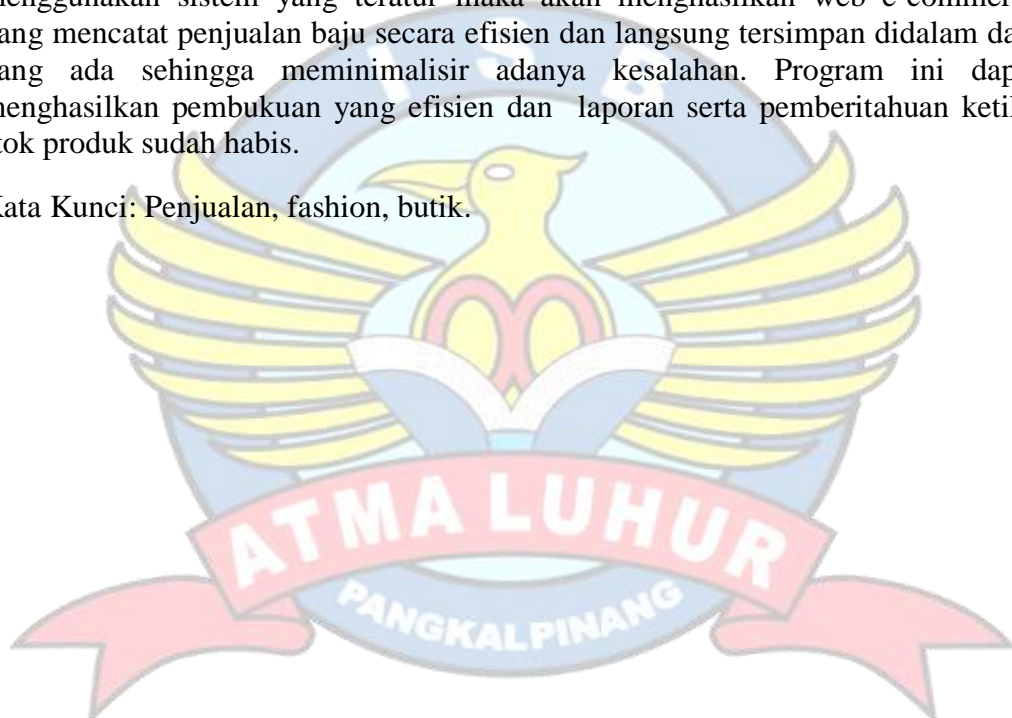 menggunakan sistem yang teratur maka akan menghasilkan web e-commer
ang mencatat penjualan baju secara efisien dan langsung tersimpan didalam da
ang ada sehingga meminimalisir adanya kesalahan. Program ini dap
menghasilkan pembukuan yang efisien dan laporan serta pemberitahuan ketil
tok produk sudah habis.
Kata Kunci: Penjualan, fashion, butik.
I S B
ATMA LUHUR
PANGKALPINANG